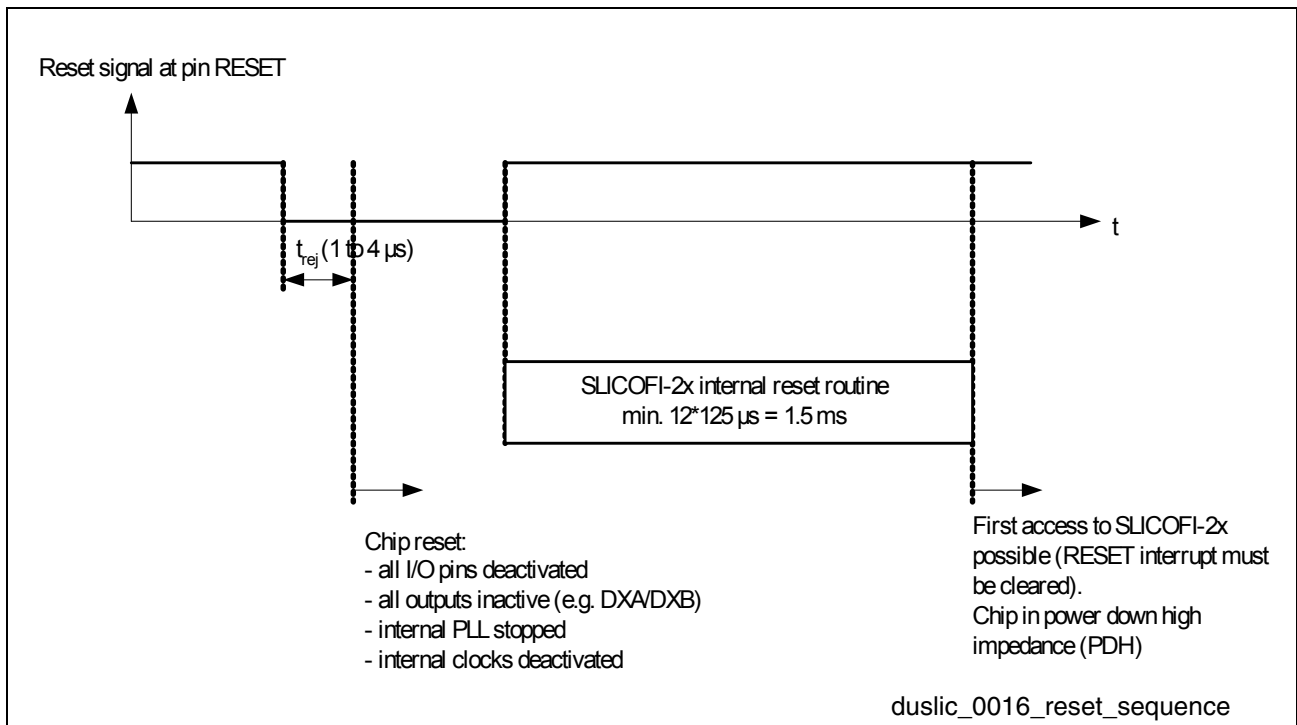 Reset signal at pin RESET
t
trej (1 to 4 µs)
SLICOFI-2x internal reset routine
min. 12*125 µs = 1.5 ms
Chip reset:
- all I/O pins deactivated
- all outputs inactive (e.g. DXA/DXB)
- internal PLL stopped
- internal clocks deactivated
First access to SLICOFI-2x
possible (RESET interrupt must
be cleared).
Chip in power down high
impedance (PDH)
duslic_0016_reset_sequence